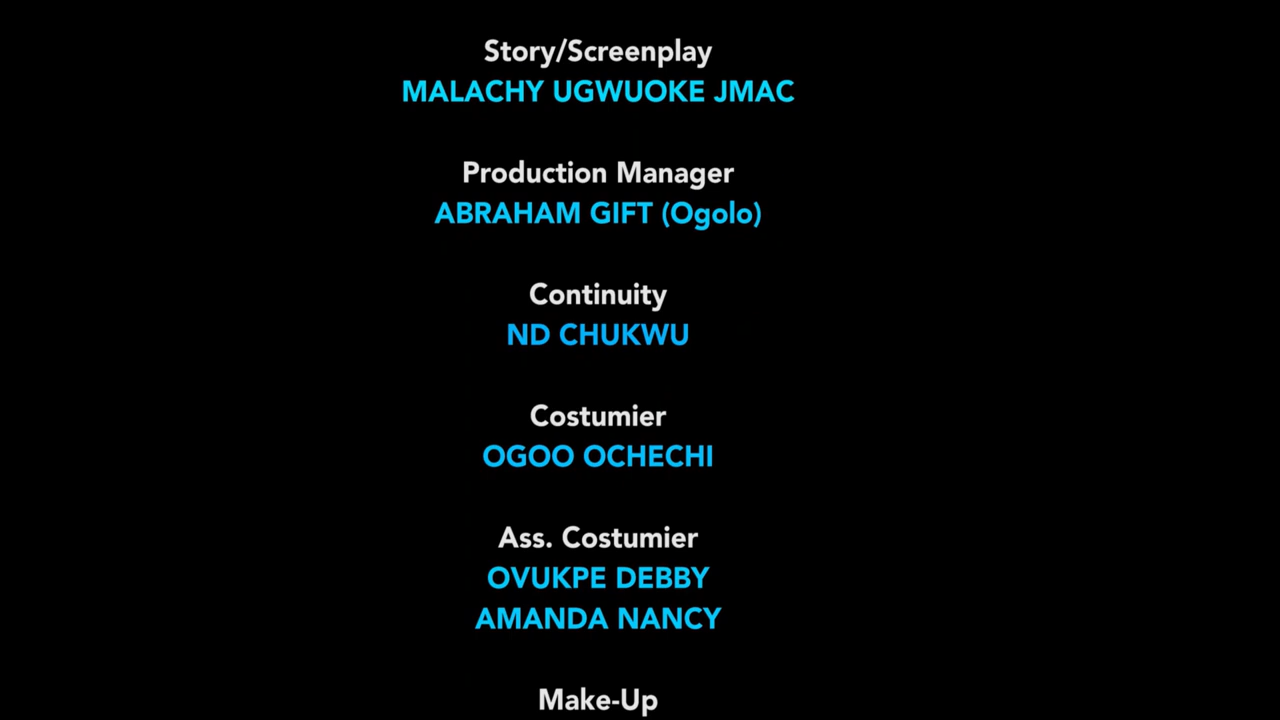 Story/Screenplay
MALACHY UGWUOKE JMAC
Production Manager
ABRAHAM GIFT (Ogolo)
Continuity
ND CHUKWU
Costumier
OGOO OCHECHI
Ass. Costumier
OVUKPE DEBBY
AMANDA NANCY
Make-Up